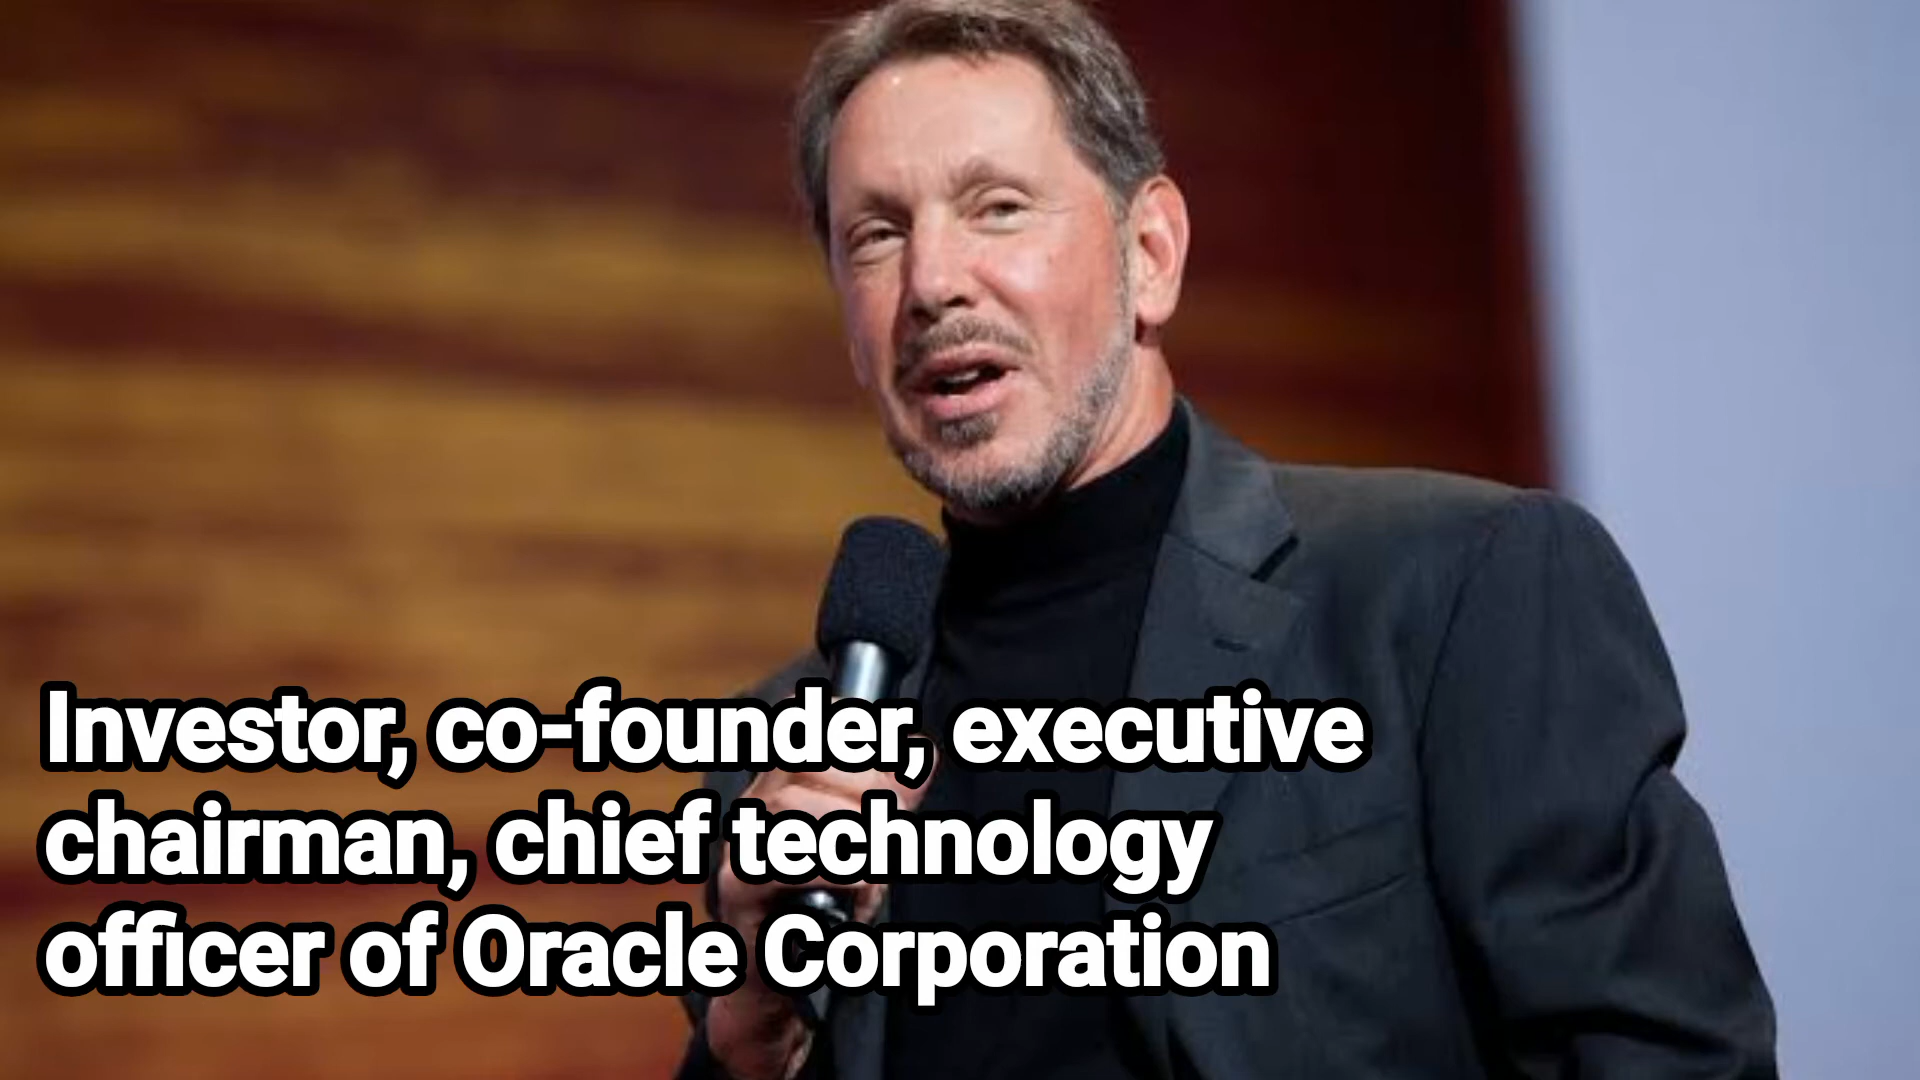 Investor, co-founder, executive
chairman, chief technology
officer of Oracle Corporation